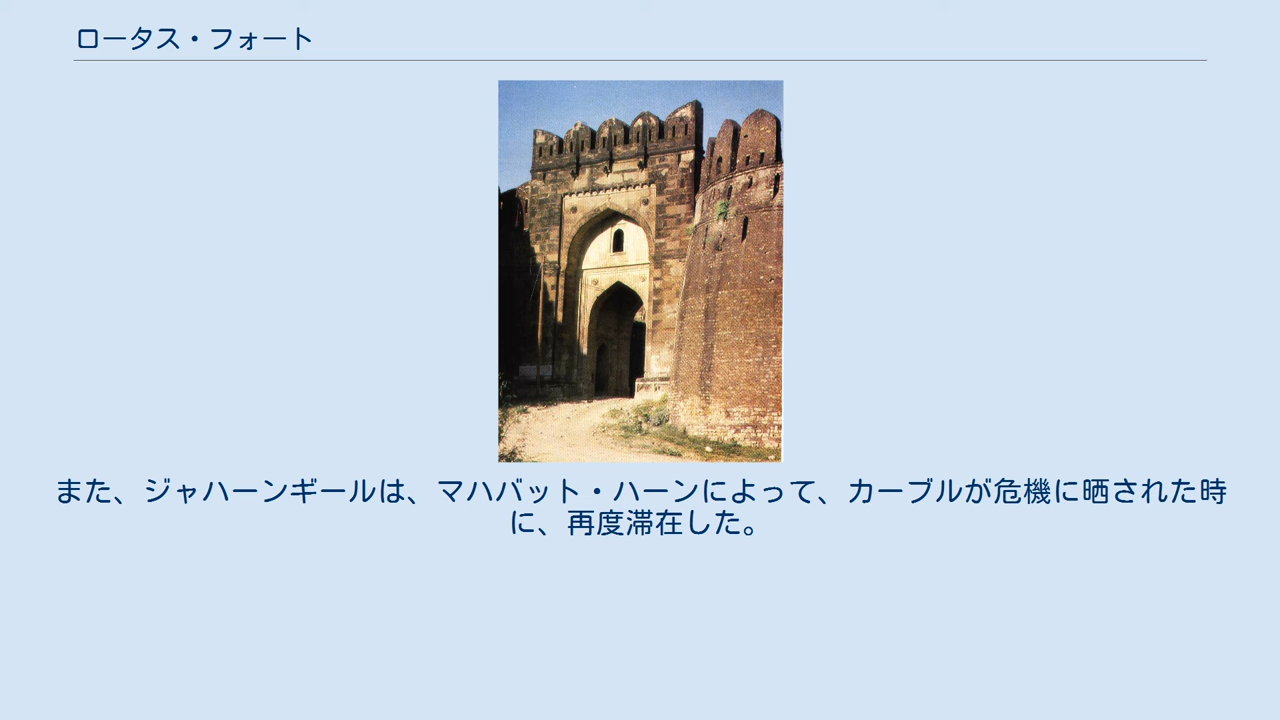 ロータス・フォート
また、ジャハーンギールは、マハバット・ハーンによって、カーブルが危機に晒された時
に、再度滞在した。